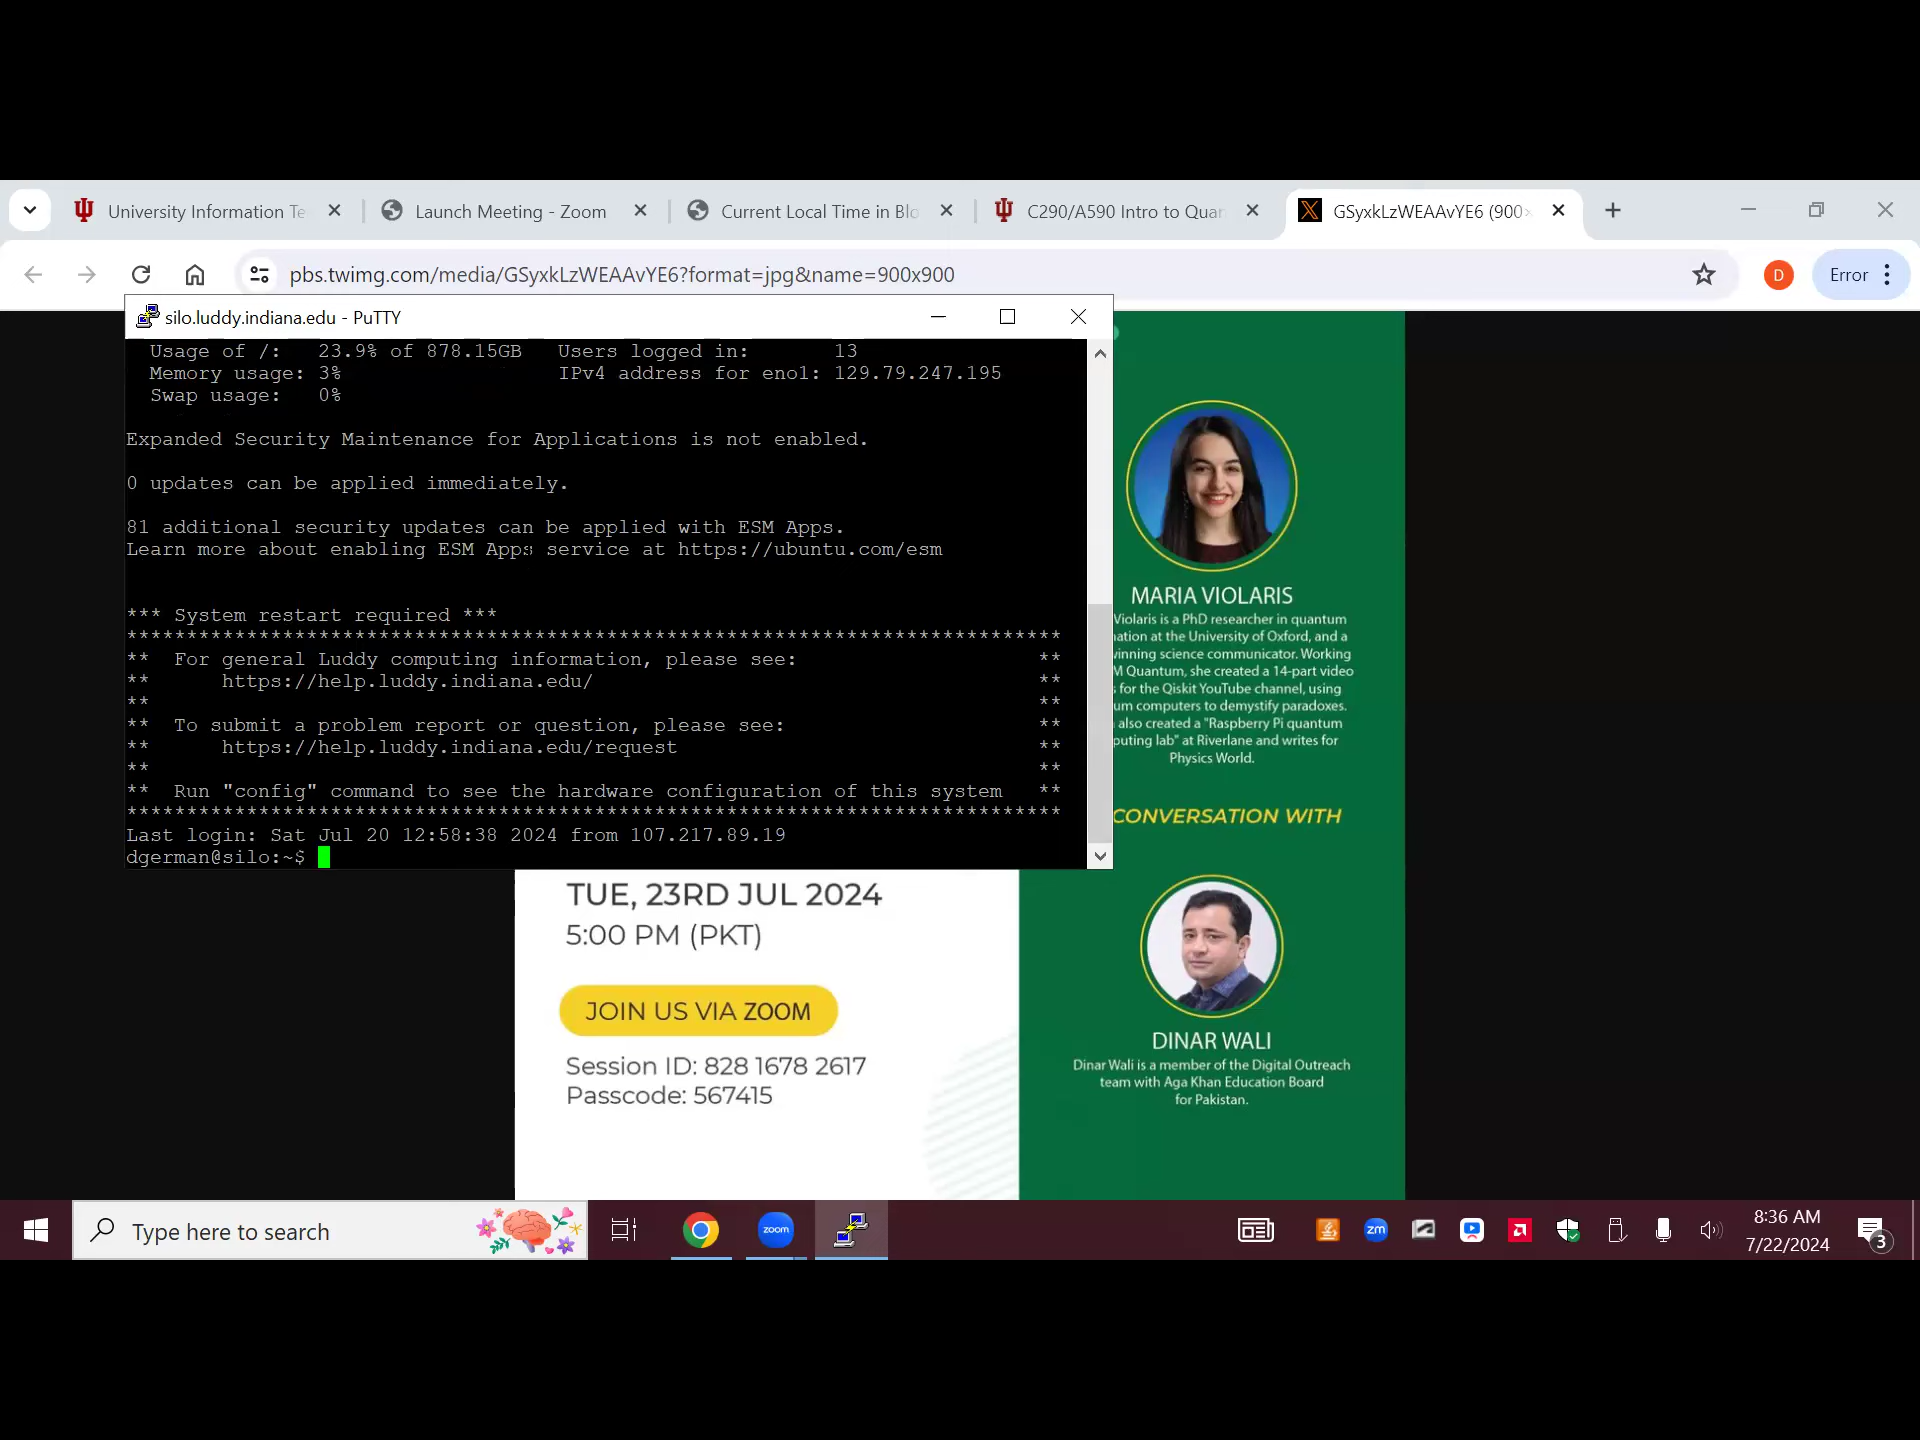 University Information Te
Launch Meeting - Zoom
Current Local Time in Blo
C290/A590 Intro to Quar
GSyxkLzWEAAvYE6 (900×
pbs.twimg.com/media/GSyxkLzWEAAvYE6?format=jpg&name=900x900
D
Error
silo.luddy.indiana.edu - PuTTY
Usage of /:   23.9% of 878.15GB   Users logged in:       13
Memory usage: 3%                  IPv4 address for eno1: 129.79.247.195
Swap usage:   0%
Expanded Security Maintenance for Applications is not enabled.
0 updates can be applied immediately.
81 additional security updates can be applied with ESM Apps.
Learn more about enabling ESM Apps service at https://ubuntu.com/esm
*** System restart required ***
******************************************************************************
**  For general Luddy computing information, please see:                    **
**      https://help.luddy.indiana.edu/                                     **
**                                                                          **
**  To submit a problem report or question, please see:                     **
**      https://help.luddy.indiana.edu/request                              **
**                                                                          **
**  Run "config" command to see the hardware configuration of this system   **
******************************************************************************
Last login: Sat Jul 20 12:58:38 2024 from 107.217.89.19
dgerman@silo:~$
MARIA VIOLARIS
Violaris is a PhD researcher in quantum
ation at the University of Oxford, and a
inning science communicator. Working
M Quantum, she created a 14-part video
s for the Qiskit YouTube channel, using
um computers to demystify paradoxes.
also created a "Raspberry Pi quantum
puting lab" at Riverlane and writes for
Physics World.
CONVERSATION WITH
DINAR WALI
Dinar Wali is a member of the Digital Outreach
team with Aga Khan Education Board
for Pakistan.
TUE, 23RD JUL 2024
5:00 PM (PKT)
JOIN US VIA ZOOM
Session ID: 828 1678 2617
Passcode: 567415
Type here to search
zoom
zm
8:36 AM
7/22/2024
3